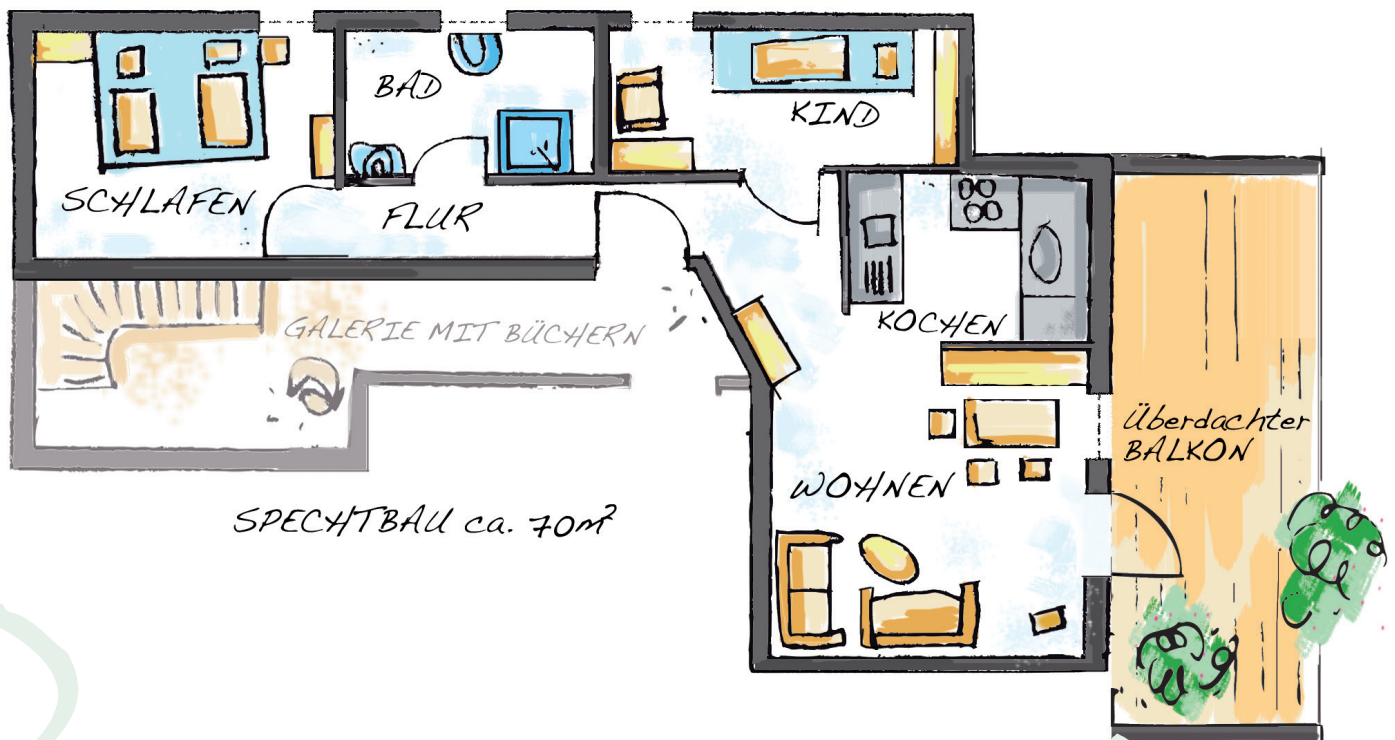 BAD
KIND
SCHLAFEN
FLUR
KOCHEN
GALERIE MIT BÜCHERN
Überdachter
BALKON
WOHNEN
SPECHTBAU ca. 70m²